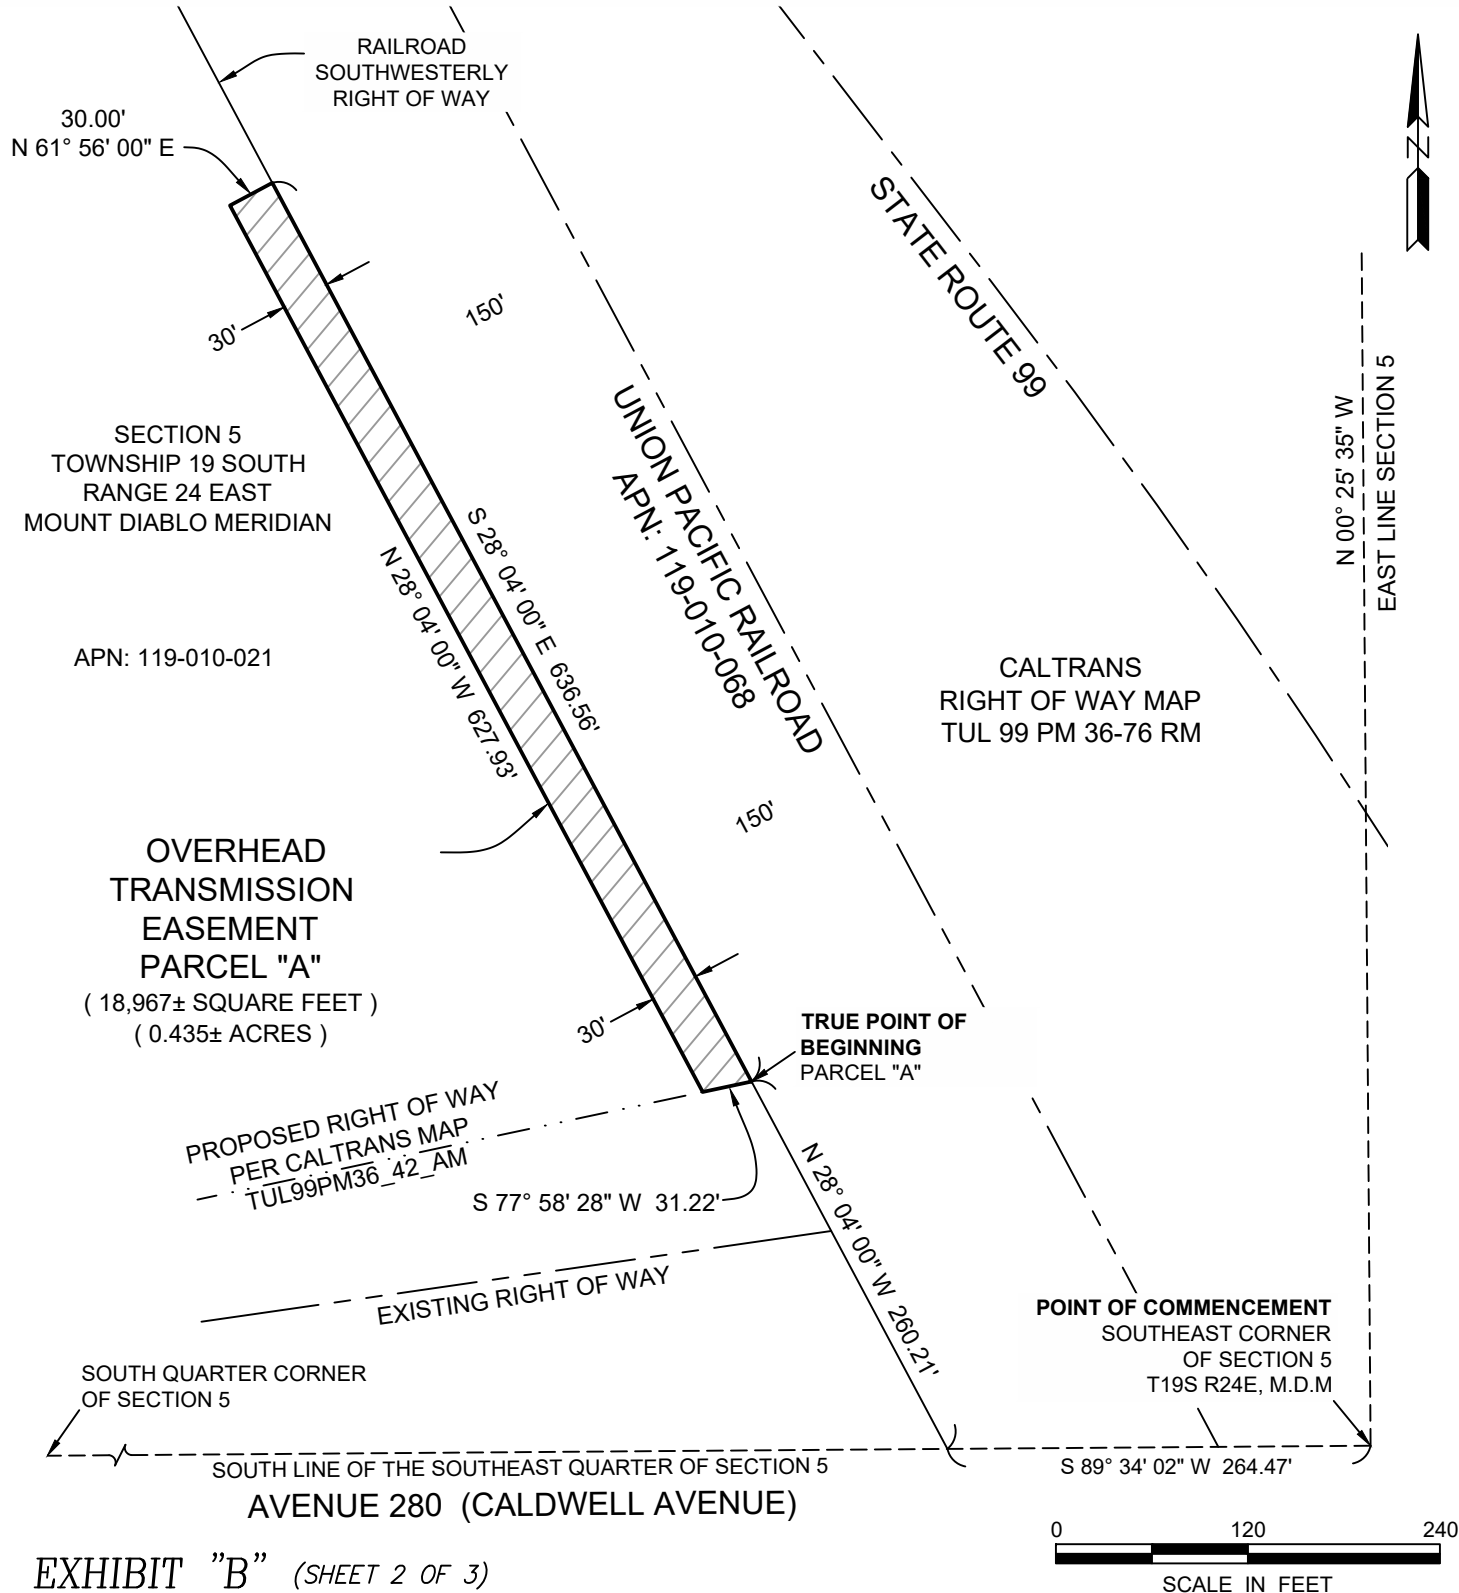 RAILROAD
SOUTHWESTERLY
RIGHT OF WAY
30.00'
N 61° 56' 00" E
N
STATE ROUTE 99
150'
30'
N 00° 25' 35" W
EAST LINE SECTION 5
SECTION 5
TOWNSHIP 19 SOUTH
RANGE 24 EAST
MOUNT DIABLO MERIDIAN
UNION PACIFIC RAILROAD
APN: 119-010-068
S 28° 04' 00" E  636.56'
N 28° 04' 00" W  627.93'
APN: 119-010-021
CALTRANS
RIGHT OF WAY MAP
TUL 99 PM 36-76 RM
150'
OVERHEAD
TRANSMISSION
EASEMENT
PARCEL "A"
( 18,967± SQUARE FEET )
( 0.435± ACRES )
30'
TRUE POINT OF
BEGINNING
PARCEL "A"
PROPOSED RIGHT OF WAY
PER CALTRANS MAP
TUL99PM36_42_AM
S 77° 58' 28" W  31.22'
N 28° 04' 00" W  260.21'
EXISTING RIGHT OF WAY
POINT OF COMMENCEMENT
SOUTHEAST CORNER
OF SECTION 5
T19S R24E, M.D.M
SOUTH QUARTER CORNER
OF SECTION 5
SOUTH LINE OF THE SOUTHEAST QUARTER OF SECTION 5
S 89° 34' 02" W  264.47'
AVENUE 280  (CALDWELL AVENUE)
0 120 240
SCALE IN FEET
EXHIBIT "B" (SHEET 2 OF 3)